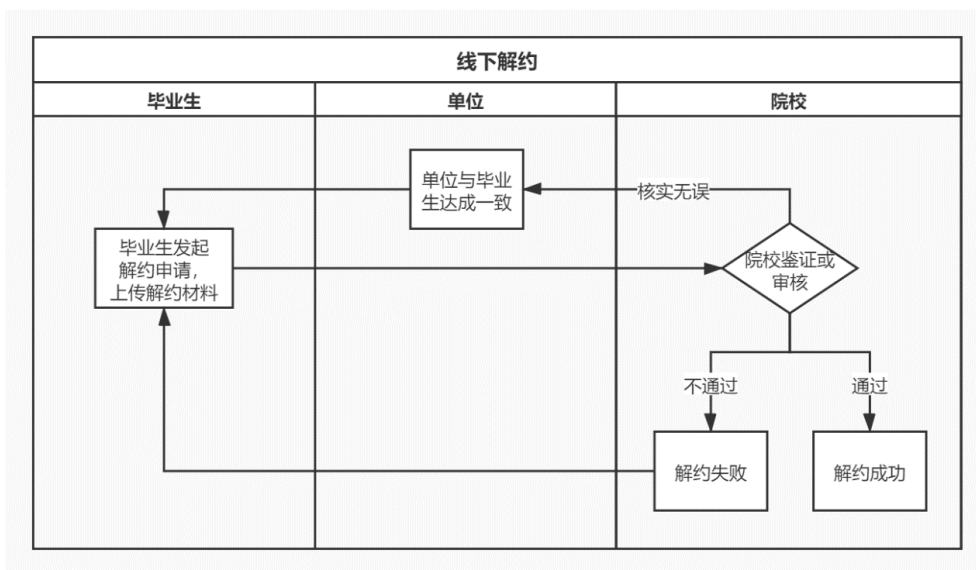 线下解约
毕业生
单位
院校
单位与毕业
生达成一致
核实无误
毕业生发起
解约申请，
上传解约材料
院校鉴证或
审核
不通过
通过
解约失败
解约成功